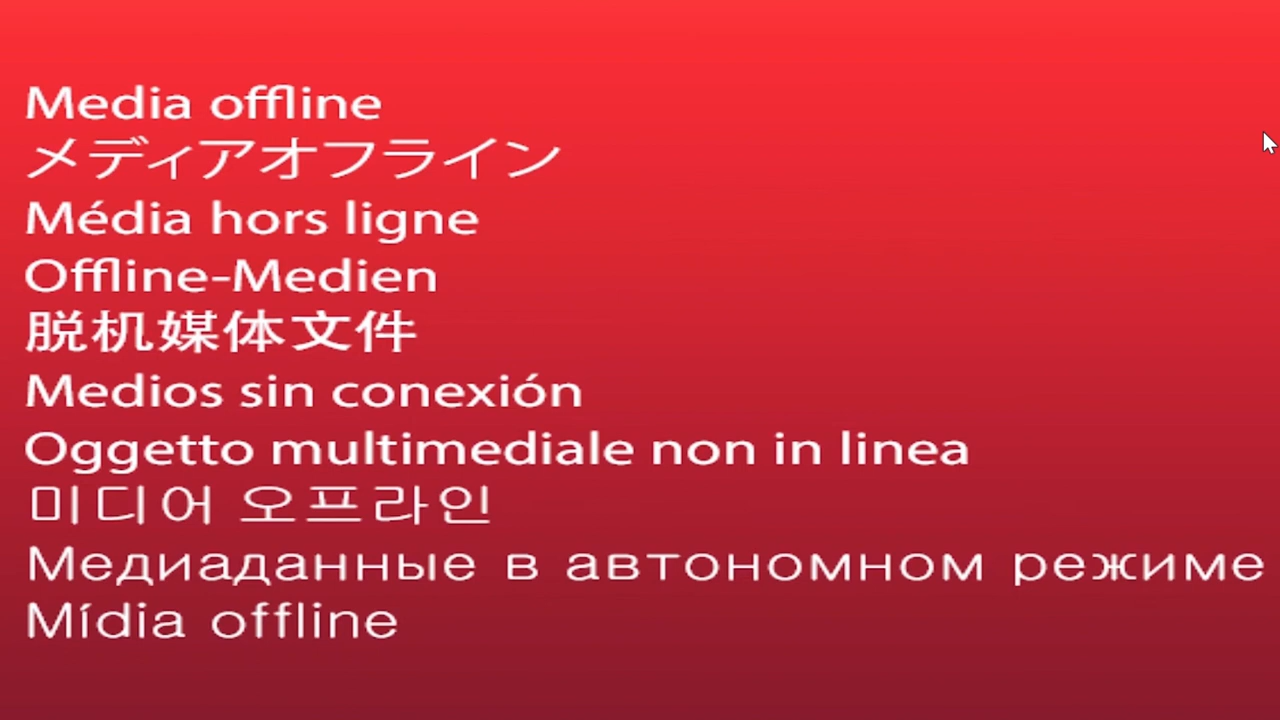 Media offline
メディアオフライン
Média hors ligne
Offline-Medien
脱机媒体文件
Medios sin conexión
Oggetto multimediale non in linea
미디어 오프라인
Медиаданные в автономном режиме
Mídia offline